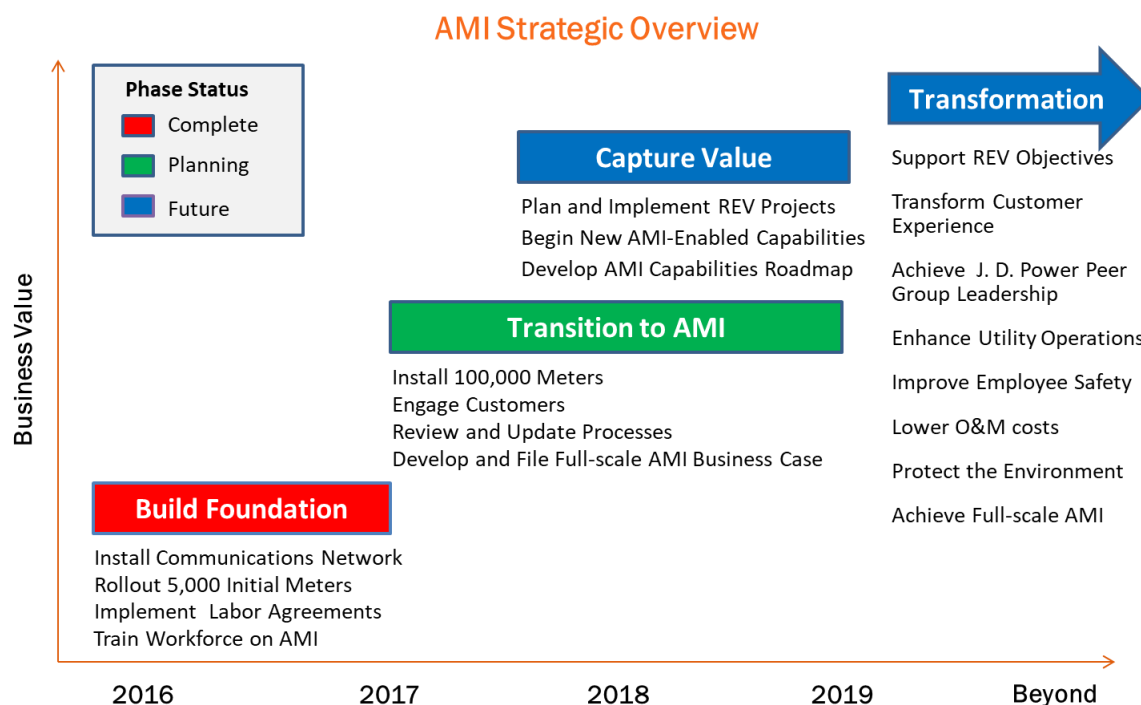 AMI Strategic Overview
Phase Status
Complete
Planning
Future
Business Value
Build Foundation
Install Communications Network
Rollout 5,000 Initial Meters
Implement Labor Agreements
Train Workforce on AMI
Transition to AMI
Install 100,000 Meters
Engage Customers
Review and Update Processes
Develop and File Full-scale AMI Business Case
Capture Value
Plan and Implement REV Projects
Begin New AMI-Enabled Capabilities
Develop AMI Capabilities Roadmap
Transformation
Support REV Objectives
Transform Customer
Experience
Achieve J. D. Power Peer
Group Leadership
Enhance Utility Operations
Improve Employee Safety
Lower O&M costs
Protect the Environment
Achieve Full-scale AMI
2016
2017
2018
2019
Beyond